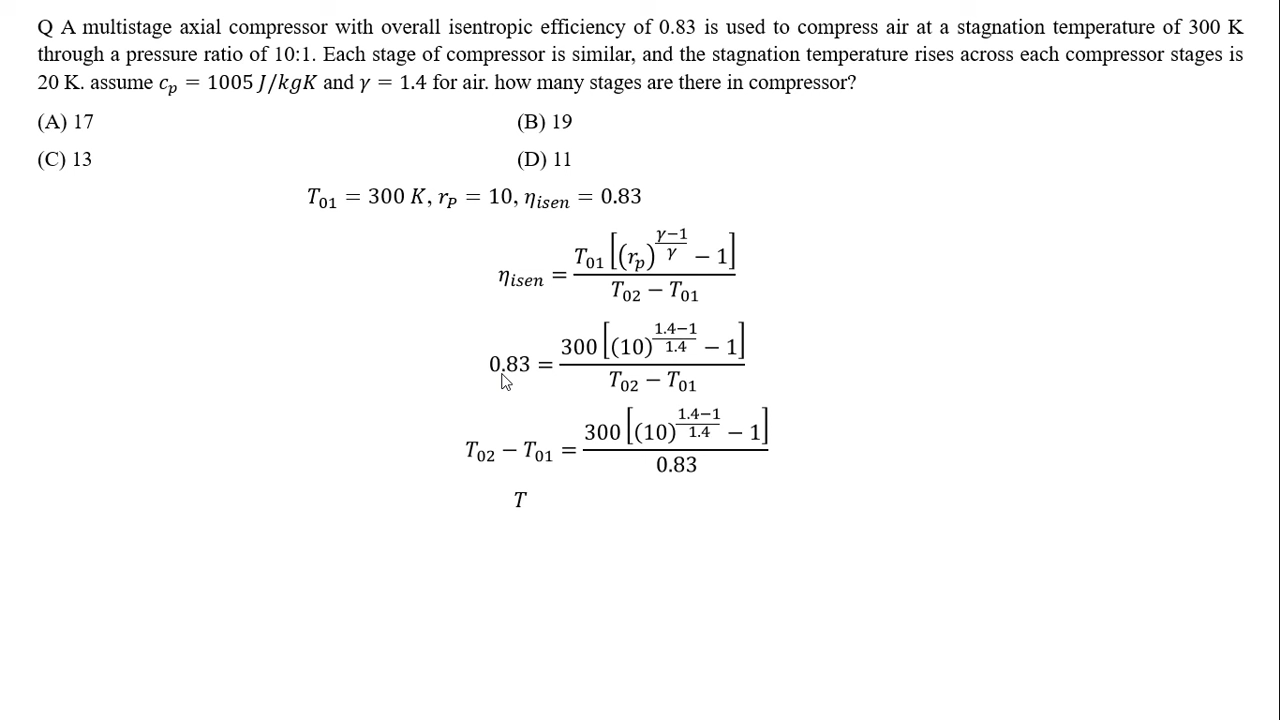 Q A multistage axial compressor with overall isentropic efficiency of 0.83 is used to compress air at a stagnation temperature of 300 K
through a pressure ratio of 10:1. Each stage of compressor is similar, and the stagnation temperature rises across each compressor stages is
20 K. assume c_p = 1005 J/kgK and γ = 1.4 for air. how many stages are there in compressor?
(A) 17 (B) 19
(C) 13 (D) 11
T_01 = 300 K, r_P = 10, η_isen = 0.83
η_isen = T_01[(r_p)^((γ−1)/γ) − 1] / (T_02 − T_01)
0.83 = 300[(10)^((1.4−1)/1.4) − 1] / (T_02 − T_01)
T_02 − T_01 = 300[(10)^((1.4−1)/1.4) − 1] / 0.83
T